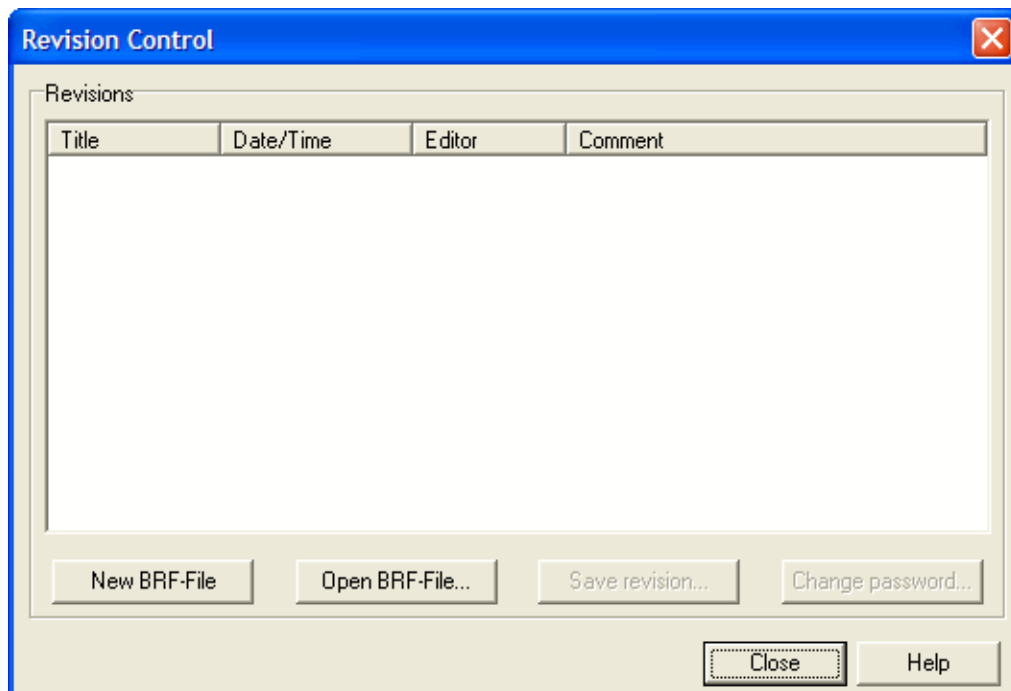 Revision Control
Revisions
Title Date/Time Editor Comment
New BRF-File Open BRF-File... Save revision... Change password...
Close Help